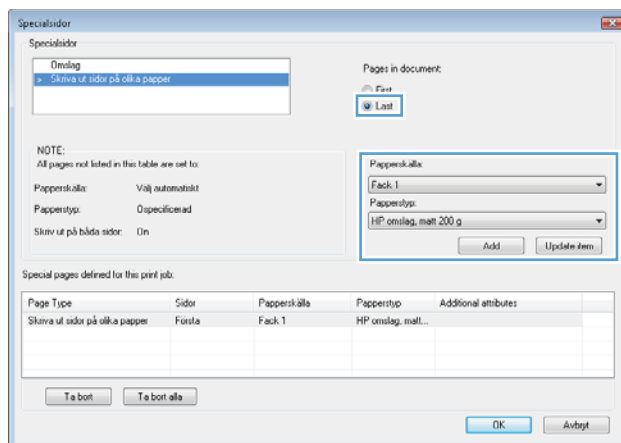 Specialsidor
Specialsidor
Omslag
» Skriva ut sidor på olika papper
Pages in document:
First
Last
NOTE:
All pages not listed in this table are set to:
Papperskälla: Välj automatiskt
Papperstyp: Ospecificerad
Skriv ut på båda sidor: On
Papperskälla:
Fack 1
Papperstyp:
HP omslag, matt 200 g
Add Update item
Special pages defined for this print job:
Page Type Sidor Papperskälla Papperstyp Additional attributes
Skriva ut sidor på olika papper Första Fack 1 HP omslag, matt...
Ta bort Ta bort alla
OK Avbryt